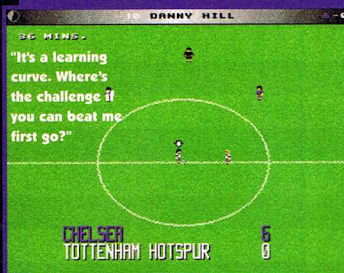 10 DANNY HILL
36 MINS.
"It's a learning
curve. Where's
the challenge if
you can beat me
first go?"
CHELSEA 6
TOTTENHAM HOTSPUR 0